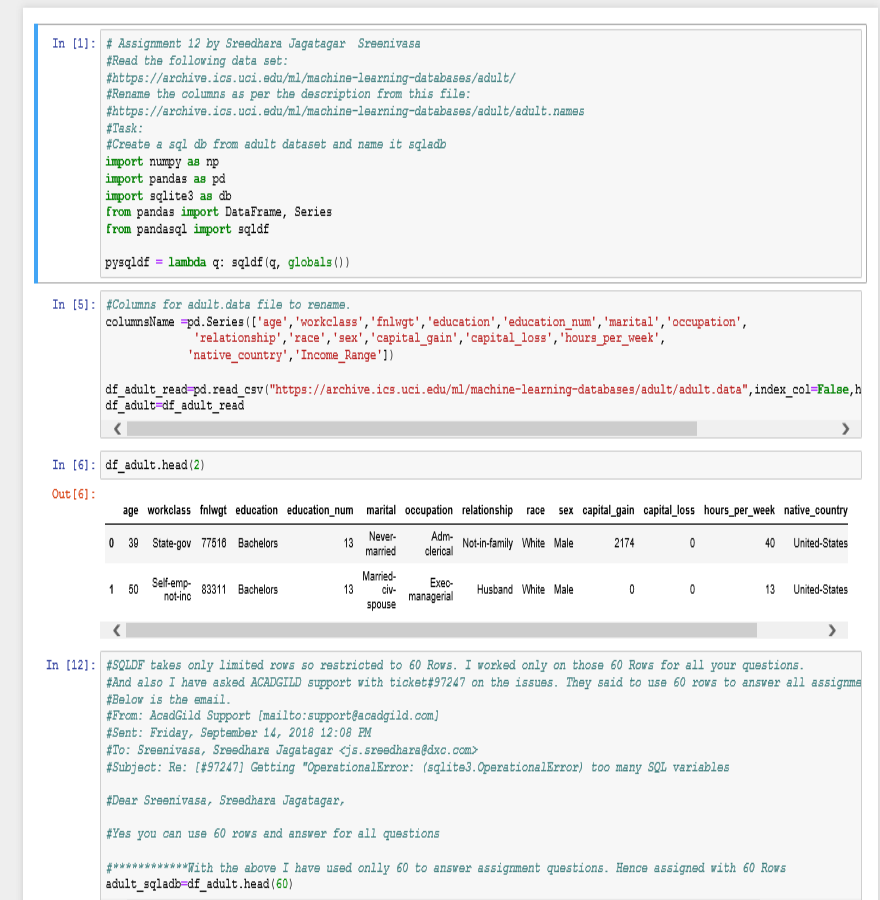 In [1]:
# Assignment 12 by Sreedhara Jagatagar  Sreenivasa
#Read the following data set:
#https://archive.ics.uci.edu/ml/machine-learning-databases/adult/
#Rename the columns as per the description from this file:
#https://archive.ics.uci.edu/ml/machine-learning-databases/adult/adult.names
#Task:
#Create a sql db from adult dataset and name it sqladb
import numpy as np
import pandas as pd
import sqlite3 as db
from pandas import DataFrame, Series
from pandasql import sqldf
pysqldf = lambda q: sqldf(q, globals())
In [5]:
#Columns for adult.data file to rename.
columnsName =pd.Series(['age','workclass','fnlwgt','education','education_num','marital','occupation',
'relationship','race','sex','capital_gain','capital_loss','hours_per_week',
'native_country','Income_Range'])
df_adult_read=pd.read_csv("https://archive.ics.uci.edu/ml/machine-learning-databases/adult/adult.data",index_col=False,h
df_adult=df_adult_read
In [6]:
df_adult.head(2)
Out[6]:
age workclass fnlwgt education education_num marital occupation relationship race sex capital_gain capital_loss hours_per_week native_country
0 39 State-gov 77516 Bachelors 13 Never-married Adm-clerical Not-in-family White Male 2174 0 40 United-States
1 50 Self-emp-not-inc 83311 Bachelors 13 Married-civ-spouse Exec-managerial Husband White Male 0 0 13 United-States
In [12]:
#SQLDF takes only limited rows so restricted to 60 Rows. I worked only on those 60 Rows for all your questions.
#And also I have asked ACADGILD support with ticket#97247 on the issues. They said to use 60 rows to answer all assignme
#Below is the email.
#From: AcadGild Support [mailto:support@acadgild.com]
#Sent: Friday, September 14, 2018 12:08 PM
#To: Sreenivasa, Sreedhara Jagatagar <js.sreedhara@dxc.com>
#Subject: Re: [#97247] Getting "OperationalError: (sqlite3.OperationalError) too many SQL variables
#Dear Sreenivasa, Sreedhara Jagatagar,
#Yes you can use 60 rows and answer for all questions
#************With the above I have used onlly 60 to answer assignment questions. Hence assigned with 60 Rows
adult_sqladb=df_adult.head(60)